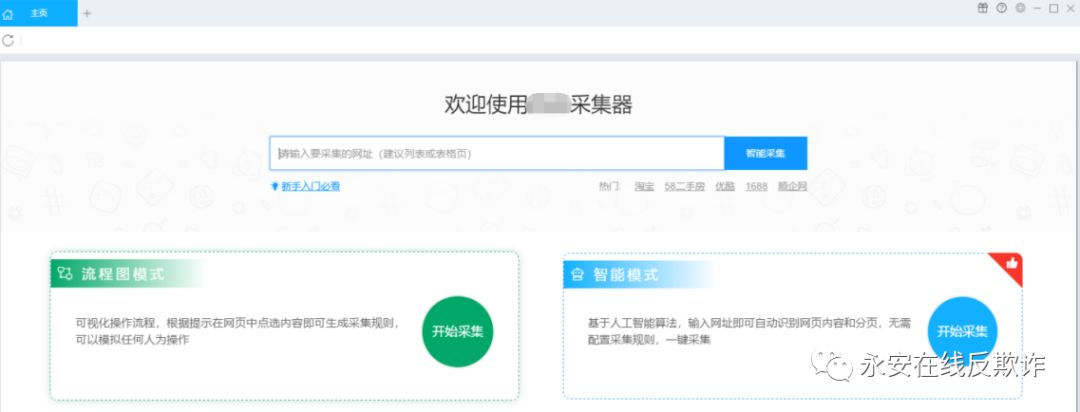 主页
欢迎使用 采集器
请输入要采集的网址（建议列表或表格页）
智能采集
新手入门必看
热门: 淘宝 58二手房 优酷 1688 顺企网
流程图模式
可视化操作流程，根据提示在网页中点选内容即可生成采集规则，
可以模拟任何人为操作
开始采集
智能模式
基于人工智能算法，输入网址即可自动识别网页内容和分页，无需
配置采集规则，一键采集
开始采集
永安在线反欺诈